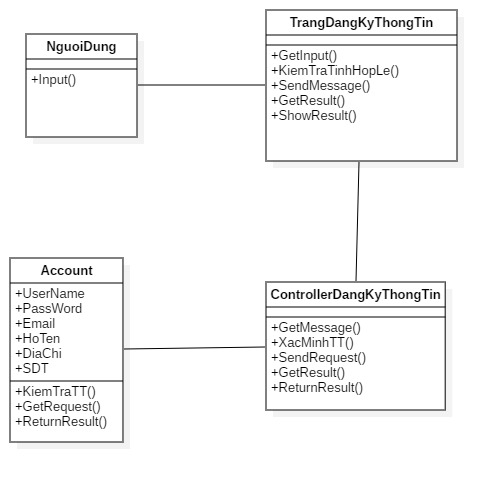 NguoiDung
+Input()
TrangDangKyThongTin
+GetInput()
+KiemTraTinhHopLe()
+SendMessage()
+GetResult()
+ShowResult()
Account
+UserName
+PassWord
+Email
+HoTen
+DiaChi
+SDT
+KiemTraTT()
+GetRequest()
+ReturnResult()
ControllerDangKyThongTin
+GetMessage()
+XacMinhTT()
+SendRequest()
+GetResult()
+ReturnResult()